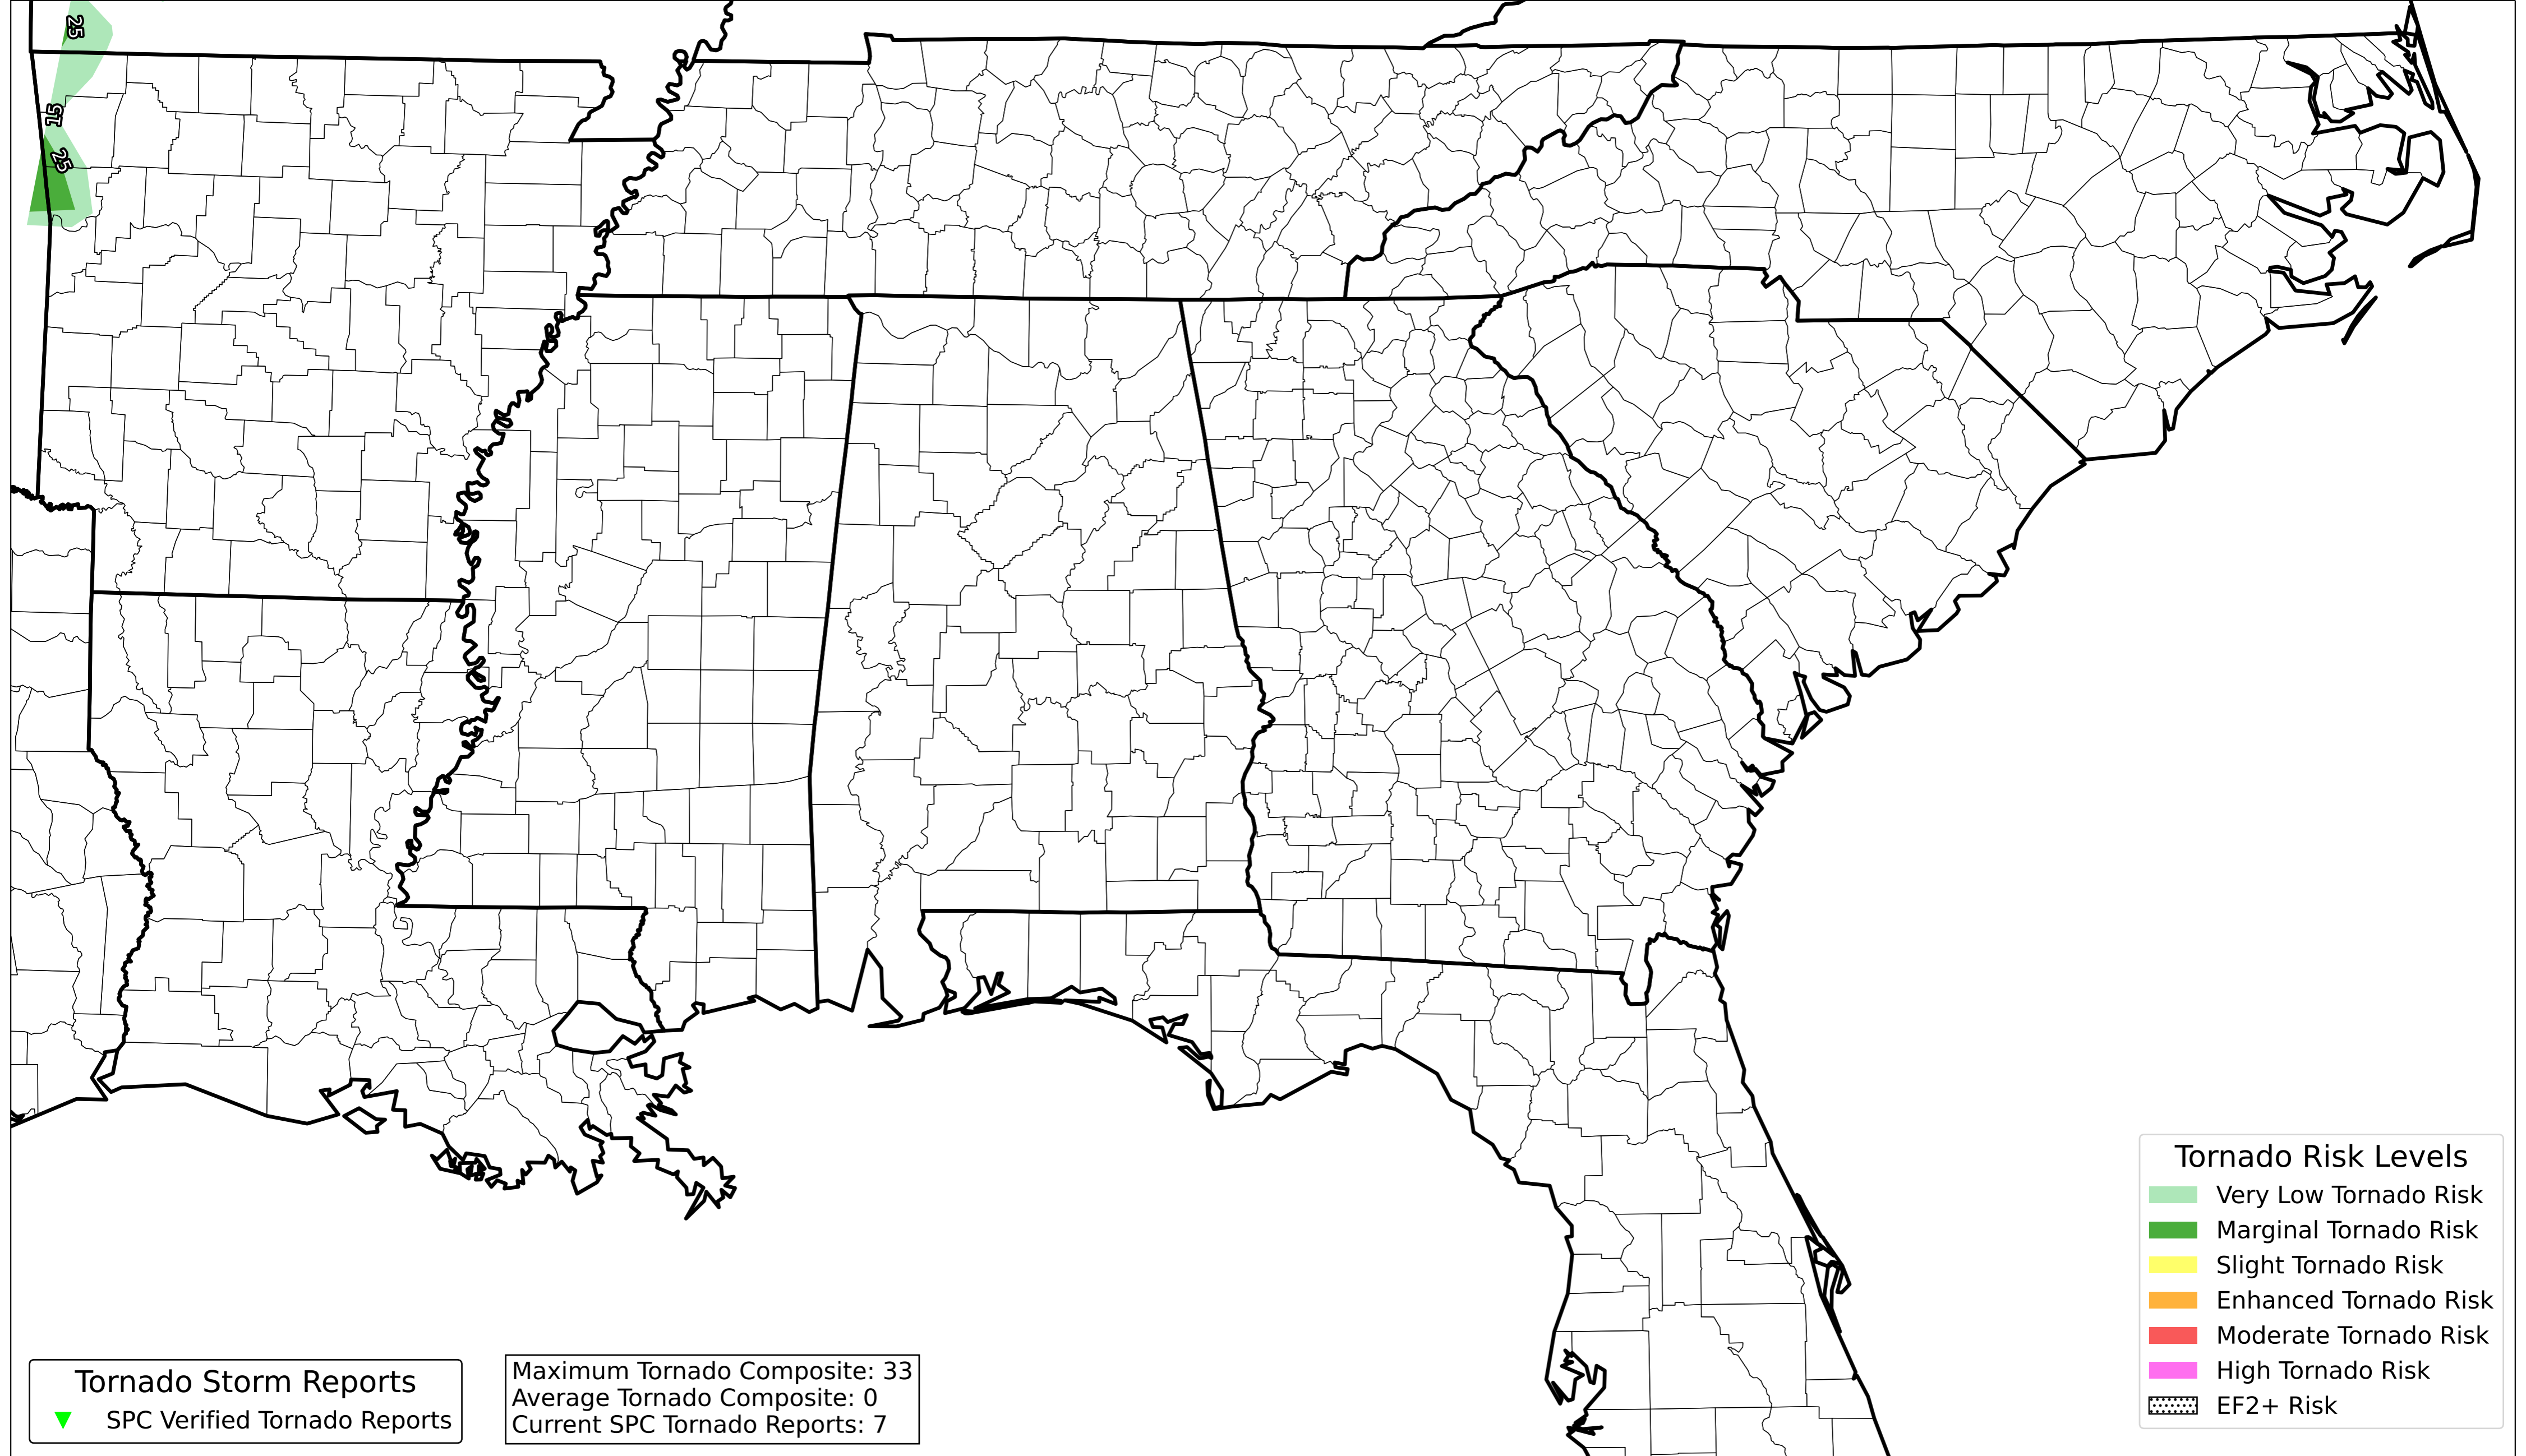 25
15
25
Tornado Risk Levels
Very Low Tornado Risk
Marginal Tornado Risk
Slight Tornado Risk
Enhanced Tornado Risk
Moderate Tornado Risk
High Tornado Risk
EF2+ Risk
Tornado Storm Reports
SPC Verified Tornado Reports
Maximum Tornado Composite: 33
Average Tornado Composite: 0
Current SPC Tornado Reports: 7